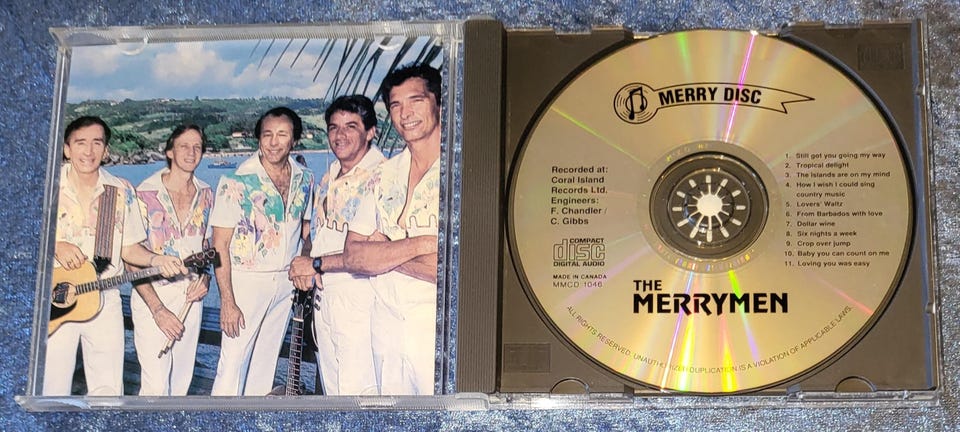 MERRY DISC
Recorded at:
Coral Island
Records Ltd.
Engineers:
F. Chandler /
C. Gibbs
COMPACT
disc
DIGITAL AUDIO
MADE IN CANADA
MMCD 1046
1. Still got you going my way
2. Tropical delight
3. The Islands are on my mind
4. How I wish I could sing
country music
5. Lovers' Waltz
6. From Barbados with love
7. Dollar wine
8. Six nights a week
9. Crop over jump
10. Baby you can count on me
11. Loving you was easy
THE
MERRYMEN
ALL RIGHTS RESERVED. UNAUTHORIZED DUPLICATION IS A VIOLATION OF APPLICABLE LAWS.